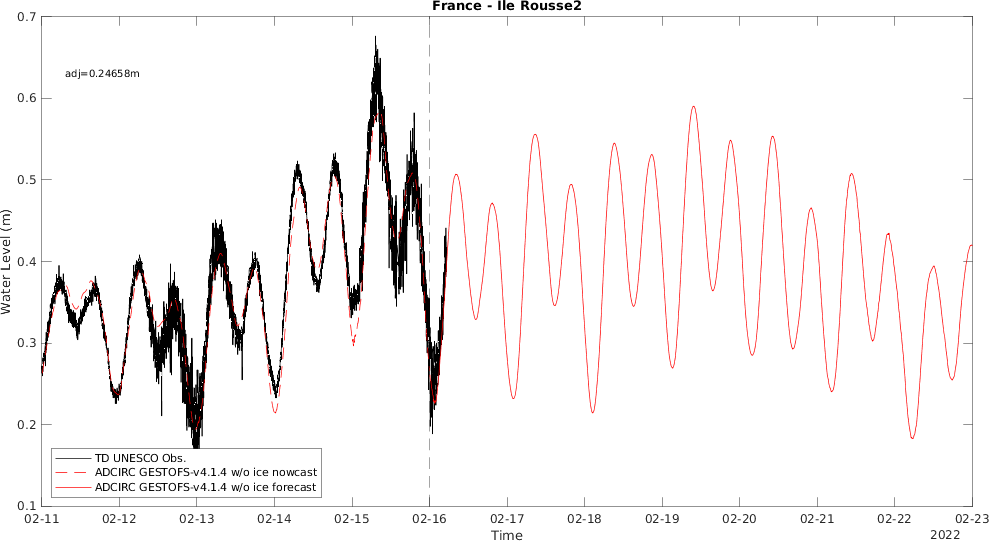 France - Ile Rousse2
0.7
0.6
0.5
0.4
0.3
0.2
0.1
Water Level (m)
adj=0.24658m
TD UNESCO Obs.
ADCIRC GESTOFS-v4.1.4 w/o ice nowcast
ADCIRC GESTOFS-v4.1.4 w/o ice forecast
02-11 02-12 02-13 02-14 02-15 02-16 02-17 02-18 02-19 02-20 02-21 02-22 02-23
Time
2022